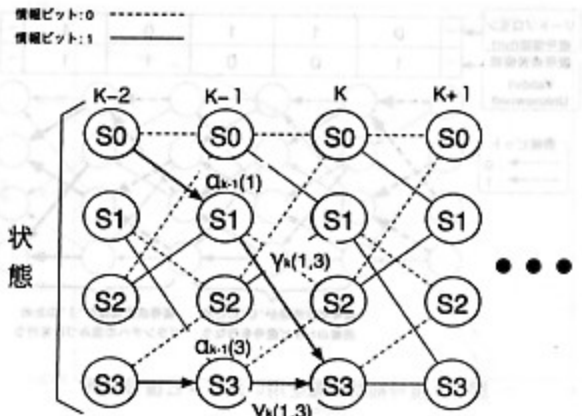 情報ビット:0
情報ビット:1
K-2 K-1 K K+1
S0 S0 S0 S0
αk-1(1)
S1 S1 S1 S1
状態
γk(1,3)
S2 S2 S2 S2
αk-1(3)
S3 S3 S3 S3
γk(1,3)